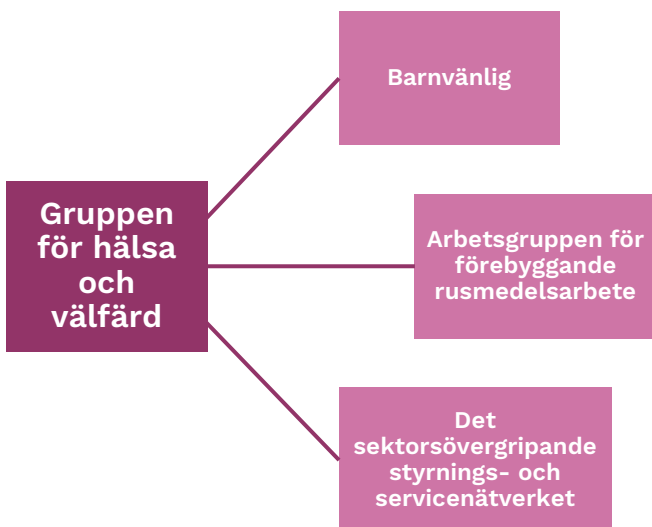 Barnvänlig
Gruppen
för hälsa
och
välfärd
Arbetsgruppen för
förebyggande
rusmedelsarbete
Det
sektorsövergripande
styrnings- och
servicenätverket